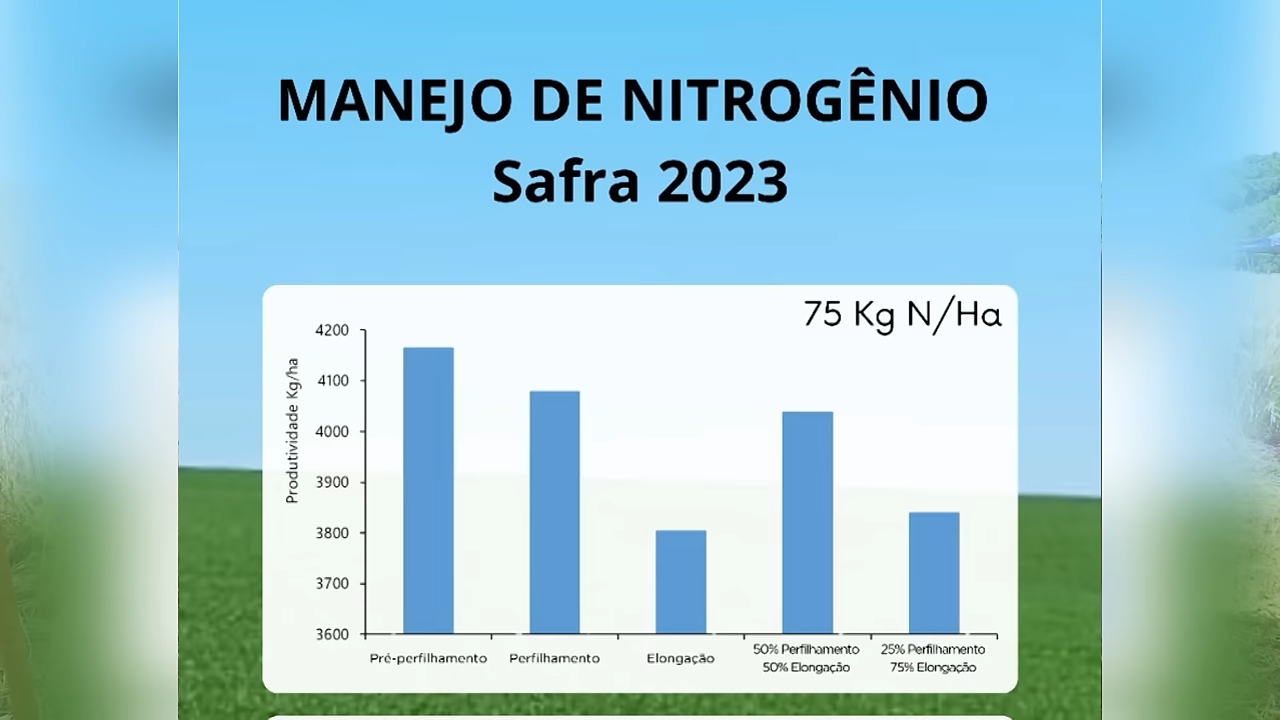 MANEJO DE NITROGÊNIO
Safra 2023
75 Kg N/Ha
Produtividade Kg/ha
4200
4100
4000
3900
3800
3700
3600
Pré-perfilhamento
Perfilhamento
Elongação
50% Perfilhamento
50% Elongação
25% Perfilhamento
75% Elongação